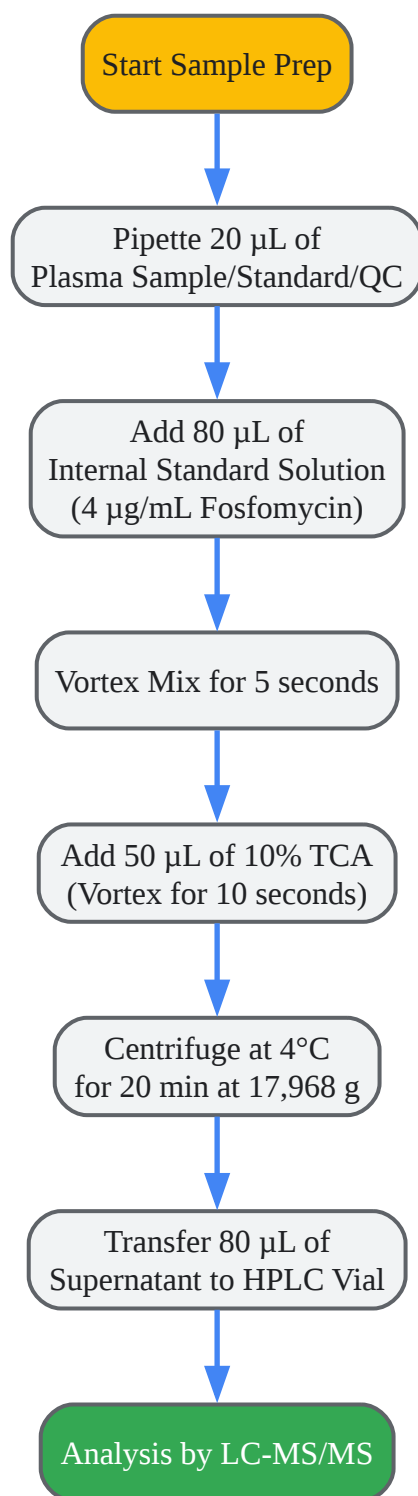 Start Sample Prep
Pipette 20 µL of
Plasma Sample/Standard/QC
Add 80 µL of
Internal Standard Solution
(4 µg/mL Fosfomycin)
Vortex Mix for 5 seconds
Add 50 µL of 10% TCA
(Vortex for 10 seconds)
Centrifuge at 4°C
for 20 min at 17,968 g
Transfer 80 µL of
Supernatant to HPLC Vial
Analysis by LC-MS/MS